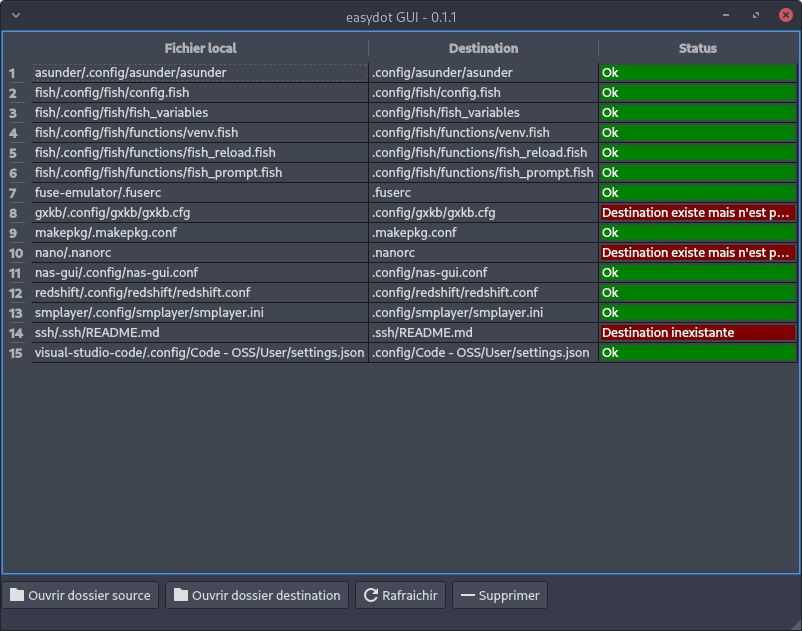 easydot GUI - 0.1.1
Fichier local Destination Status
1 asunder/.config/asunder/asunder .config/asunder/asunder Ok
2 fish/.config/fish/config.fish .config/fish/config.fish Ok
3 fish/.config/fish/fish_variables .config/fish/fish_variables Ok
4 fish/.config/fish/functions/venv.fish .config/fish/functions/venv.fish Ok
5 fish/.config/fish/functions/fish_reload.fish .config/fish/functions/fish_reload.fish Ok
6 fish/.config/fish/functions/fish_prompt.fish .config/fish/functions/fish_prompt.fish Ok
7 fuse-emulator/.fuserc .fuserc Ok
8 gxkb/.config/gxkb/gxkb.cfg .config/gxkb/gxkb.cfg Destination existe mais n'est p...
9 makepkg/.makepkg.conf .makepkg.conf Ok
10 nano/.nanorc .nanorc Destination existe mais n'est p...
11 nas-gui/.config/nas-gui.conf .config/nas-gui.conf Ok
12 redshift/.config/redshift/redshift.conf .config/redshift/redshift.conf Ok
13 smplayer/.config/smplayer/smplayer.ini .config/smplayer/smplayer.ini Ok
14 ssh/.ssh/README.md .ssh/README.md Destination inexistante
15 visual-studio-code/.config/Code - OSS/User/settings.json .config/Code - OSS/User/settings.json Ok
Ouvrir dossier source Ouvrir dossier destination Rafraichir Supprimer